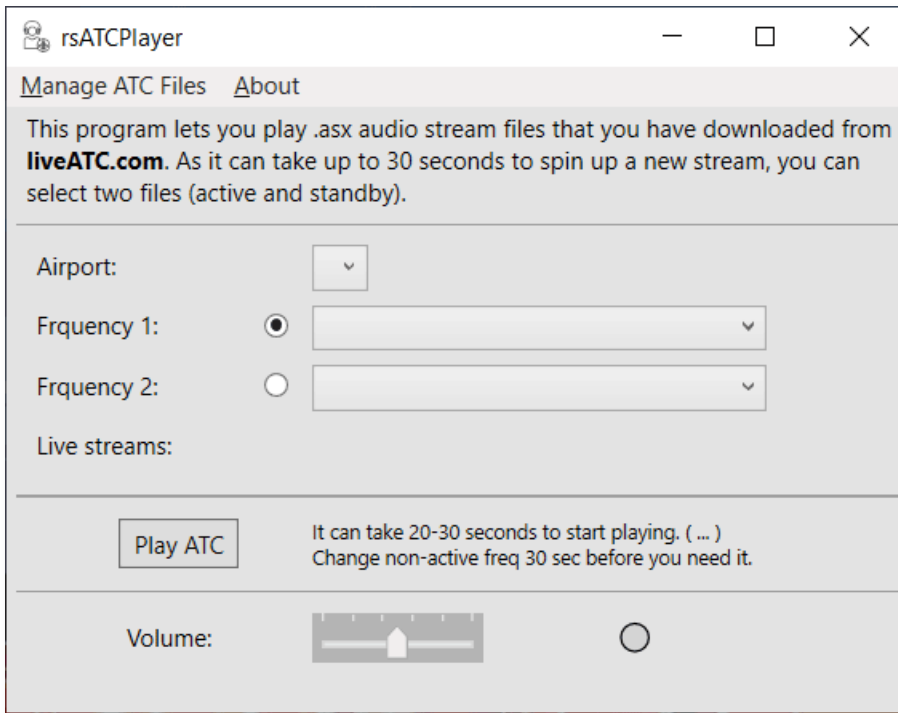 rsATCPlayer
Manage ATC Files About
This program lets you play .asx audio stream files that you have downloaded from
liveATC.com. As it can take up to 30 seconds to spin up a new stream, you can
select two files (active and standby).
Airport:
Frquency 1:
Frquency 2:
Live streams:
Play ATC
It can take 20-30 seconds to start playing. ( ... )
Change non-active freq 30 sec before you need it.
Volume: